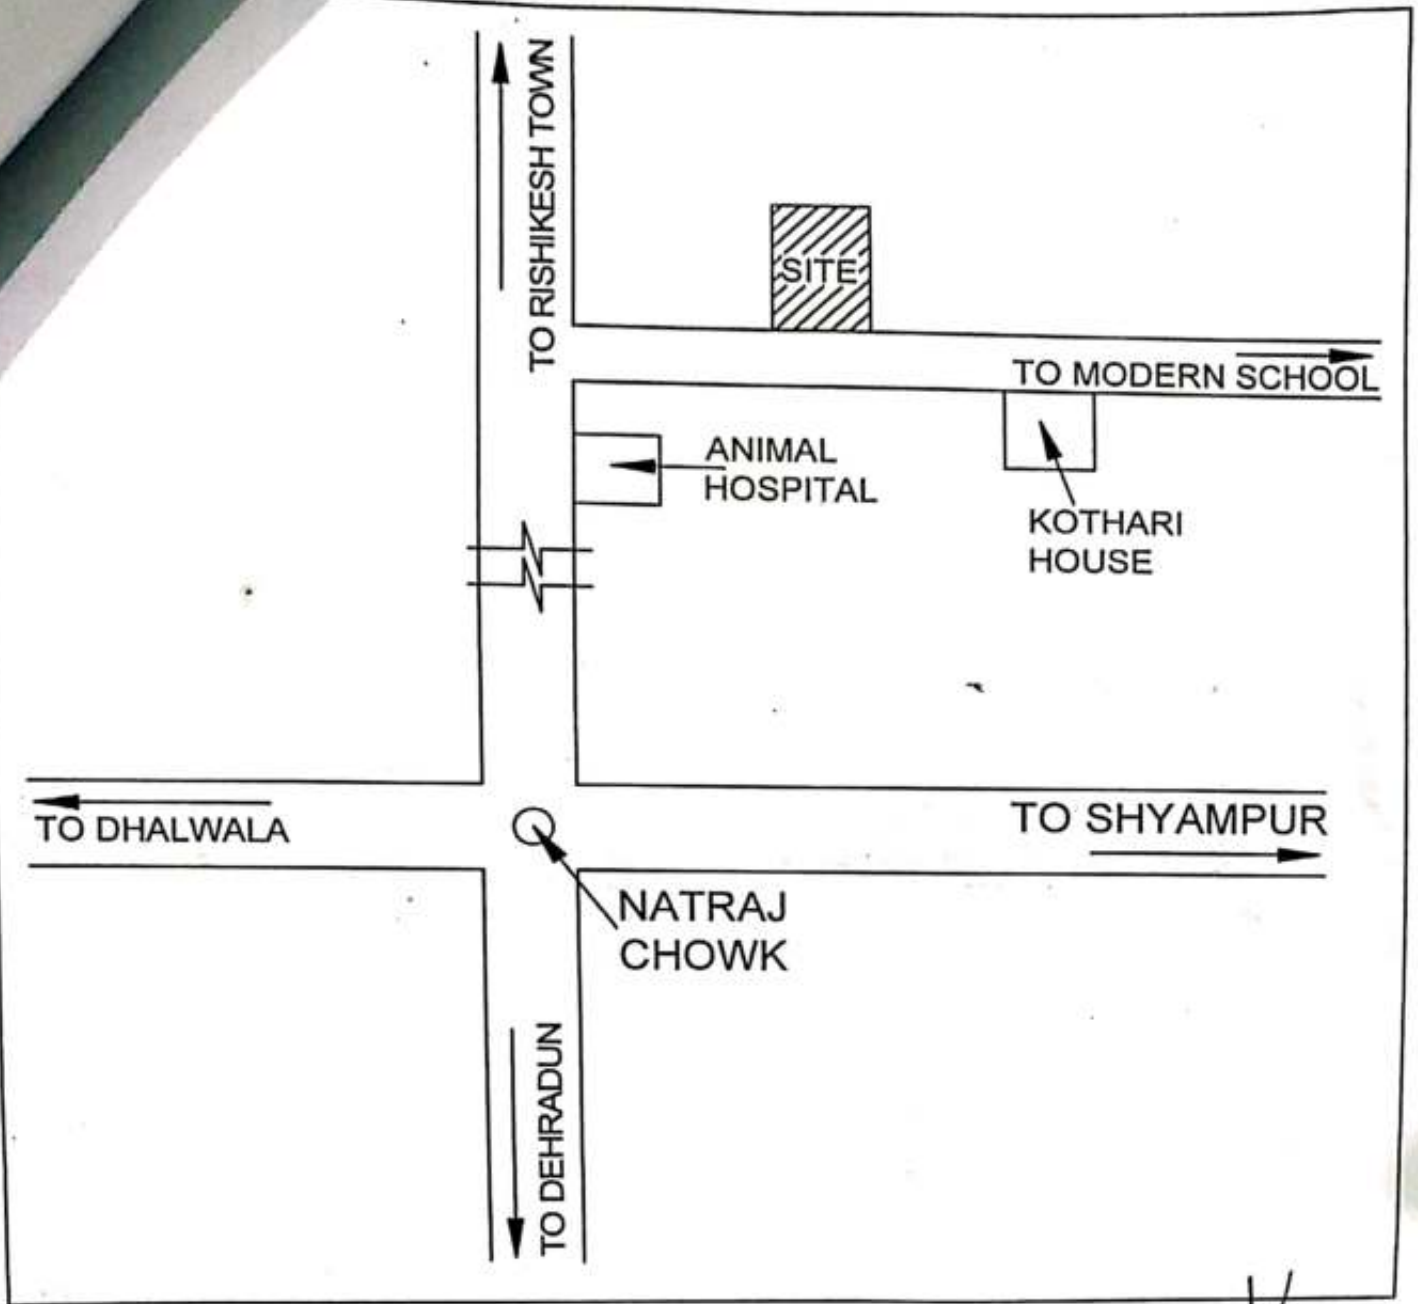 TO RISHIKESH TOWN
SITE
TO MODERN SCHOOL
ANIMAL
HOSPITAL
KOTHARI
HOUSE
TO DHALWALA
TO SHYAMPUR
NATRAJ
CHOWK
TO DEHRADUN